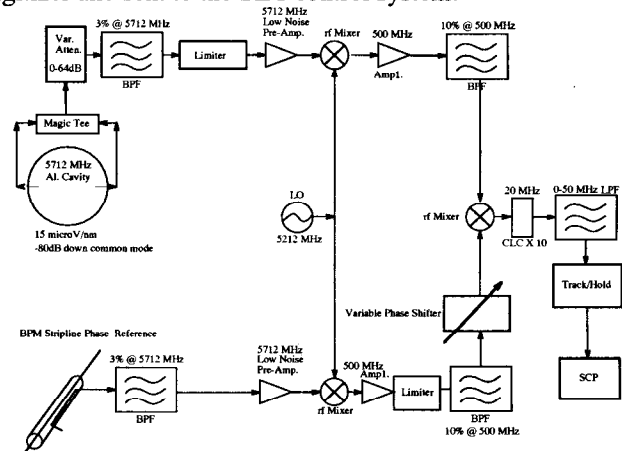 Var.
Atten.
0-64dB
3% @ 5712 MHz
BPF
Limiter
5712 MHz
Low Noise
Pre-Amp.
rf Mixer
500 MHz
Amp1.
10% @ 500 MHz
BPF
Magic Tee
5712 MHz
Al. Cavity
15 microV/nm
-80dB down common mode
LO
5212 MHz
rf Mixer
20 MHz
CLC X 10
0-50 MHz LPF
Track/Hold
SCP
Variable Phase Shifter
BPM Stripline Phase Reference
3% @ 5712 MHz
BPF
5712 MHz
Low Noise
Pre-Amp.
rf Mixer
500 MHz
Amp1.
Limiter
BPF
10% @ 500 MHz